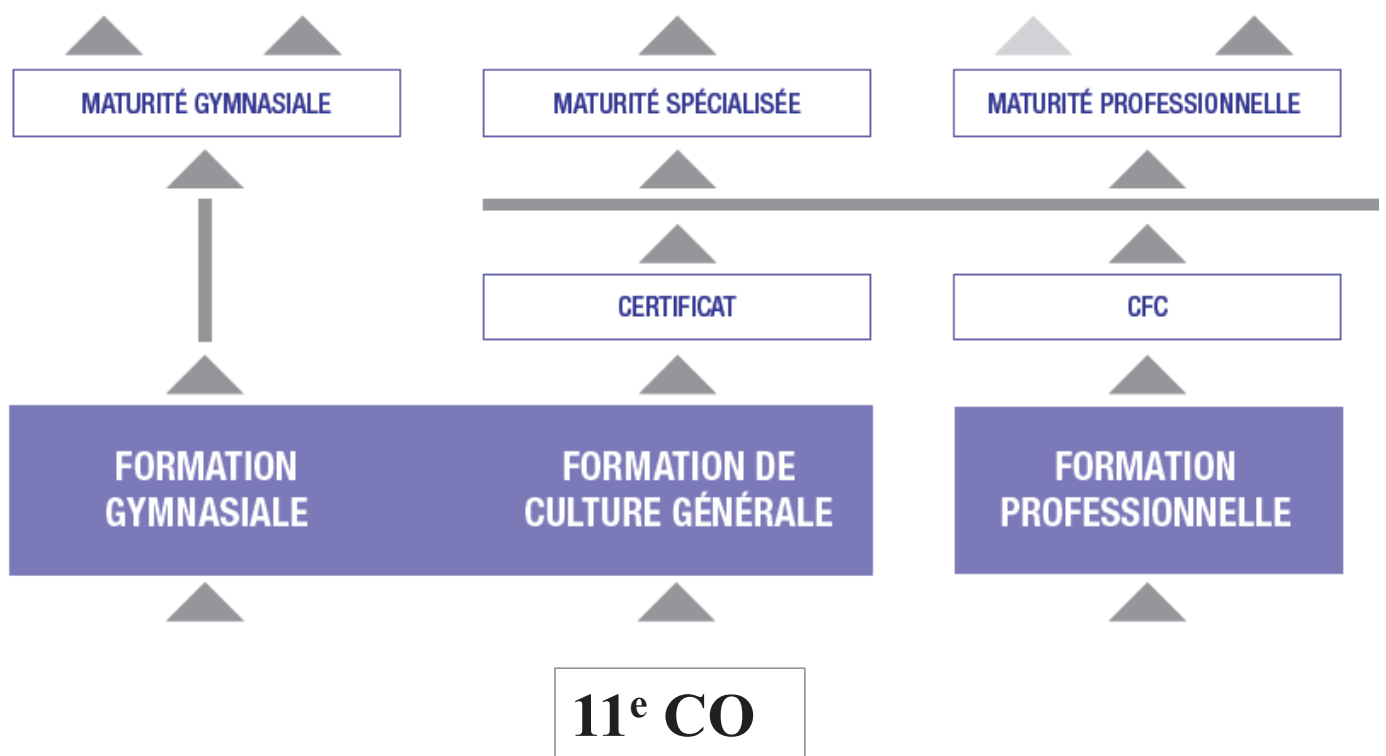 MATURITÉ GYMNASIALE
MATURITÉ SPÉCIALISÉE
MATURITÉ PROFESSIONNELLE
CERTIFICAT
CFC
FORMATION
GYMNASIALE
FORMATION DE
CULTURE GÉNÉRALE
FORMATION
PROFESSIONNELLE
11ᵉ CO